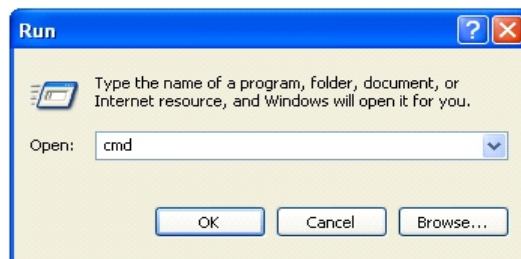 Run
Type the name of a program, folder, document, or
Internet resource, and Windows will open it for you.
Open: cmd
OK Cancel Browse...